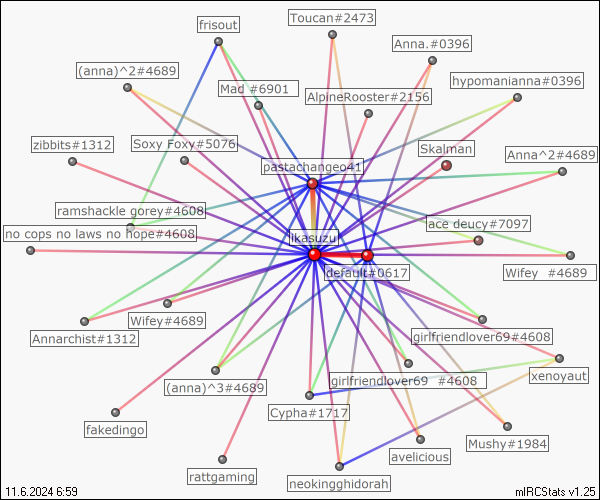 Toucan#2473
frisout
Anna.#0396
(anna)^2#4689
hypomanianna#0396
Mad #6901
AlpineRooster#2156
zibbits#1312
Soxy Foxy#5076
Skalman
Anna^2#4689
pastachangeo41
ramshackle gorey#4608
ace deucy#7097
no cops no laws no hope#4608
ikasuzu
default#0617
Wifey #4689
Wifey#4689
Annarchist#1312
girlfriendlover69#4608
xenoyaut
girlfriendlover69 #4608
(anna)^3#4689
Cypha#1717
fakedingo
Mushy#1984
avelicious
rattgaming
neokingghidorah
11.6.2024 6:59
mIRCStats v1.25